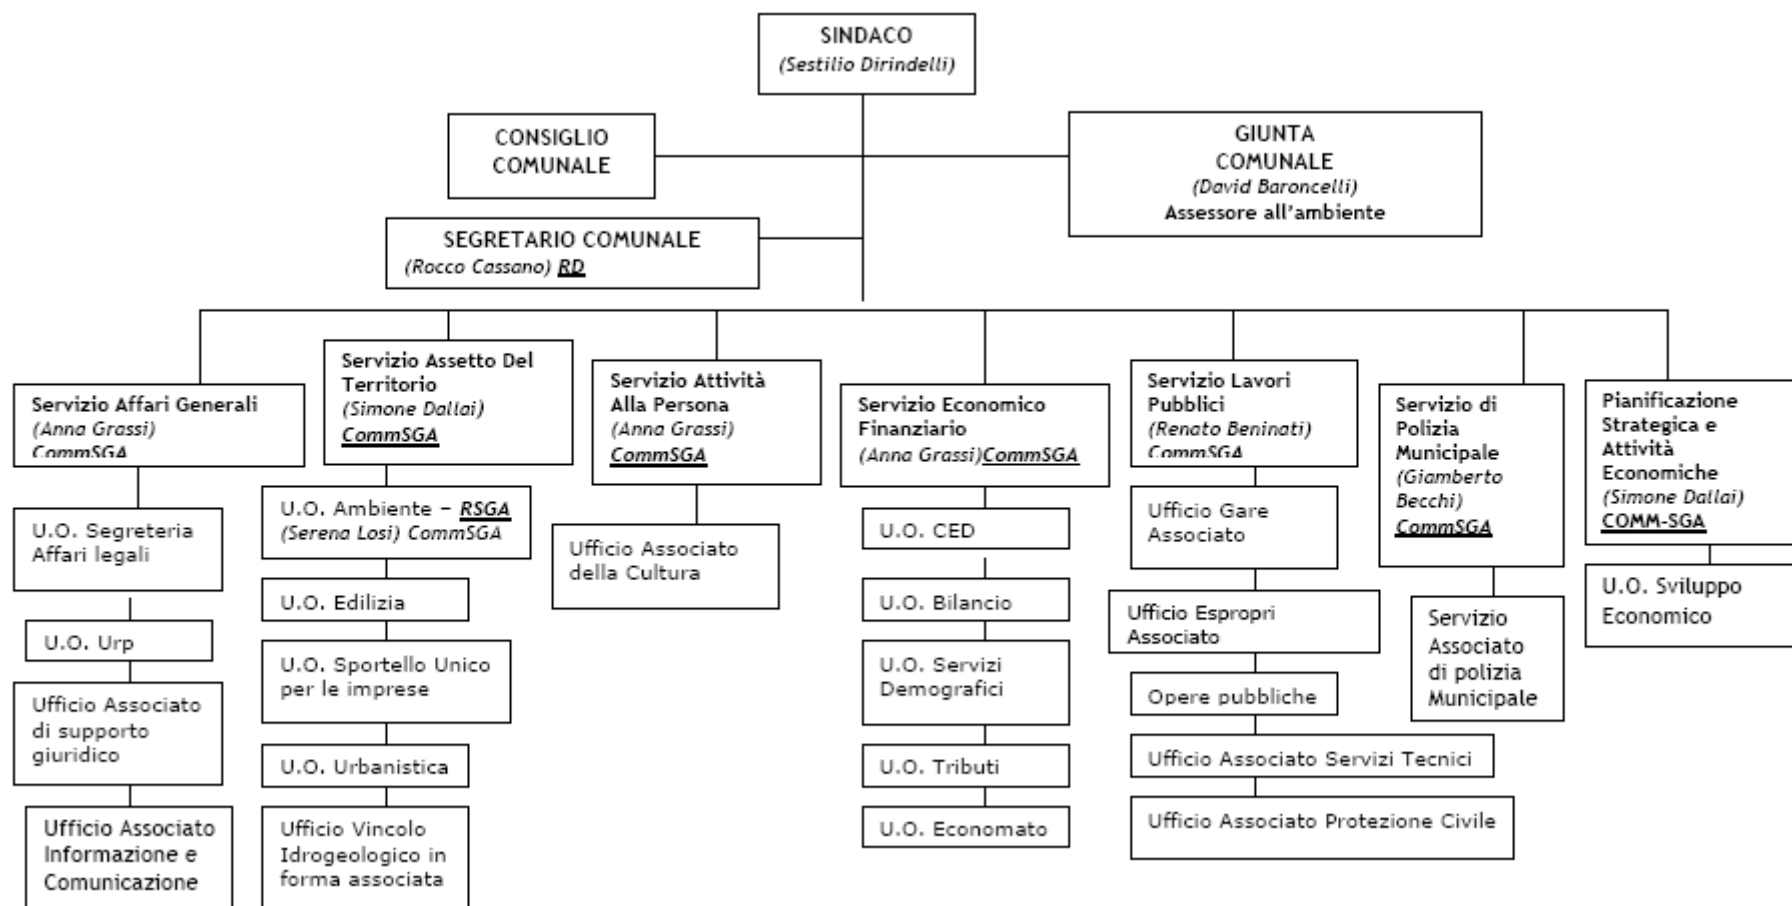 SINDACO
(Sestilio Dirindelli)
CONSIGLIO
COMUNALE
GIUNTA
COMUNALE
(David Baroncelli)
Assessore all'ambiente
SEGRETARIO COMUNALE
(Rocco Cassano) RD
Servizio Affari Generali
(Anna Grassi)
CommSGA
U.O. Segreteria
Affari legali
U.O. Urp
Ufficio Associato
di supporto
giuridico
Ufficio Associato
Informazione e
Comunicazione
Servizio Assetto Del
Territorio
(Simone Dallai)
CommSGA
U.O. Ambiente – RSGA
(Serena Losi) CommSGA
U.O. Edilizia
U.O. Sportello Unico
per le imprese
U.O. Urbanistica
Ufficio Vincolo
Idrogeologico in
forma associata
Servizio Attività
Alla Persona
(Anna Grassi)
CommSGA
Ufficio Associato
della Cultura
Servizio Economico
Finanziario
(Anna Grassi)CommSGA
U.O. CED
U.O. Bilancio
U.O. Servizi
Demografici
U.O. Tributi
U.O. Economato
Servizio Lavori
Pubblici
(Renato Beninati)
CommSGA
Ufficio Gare
Associato
Ufficio Espropri
Associato
Opere pubbliche
Ufficio Associato Servizi Tecnici
Ufficio Associato Protezione Civile
Servizio di
Polizia
Municipale
(Giamberto
Becchi)
CommSGA
Servizio
Associato
di polizia
Municipale
Pianificazione
Strategica e
Attività
Economiche
(Simone Dallai)
COMM-SGA
U.O. Sviluppo
Economico